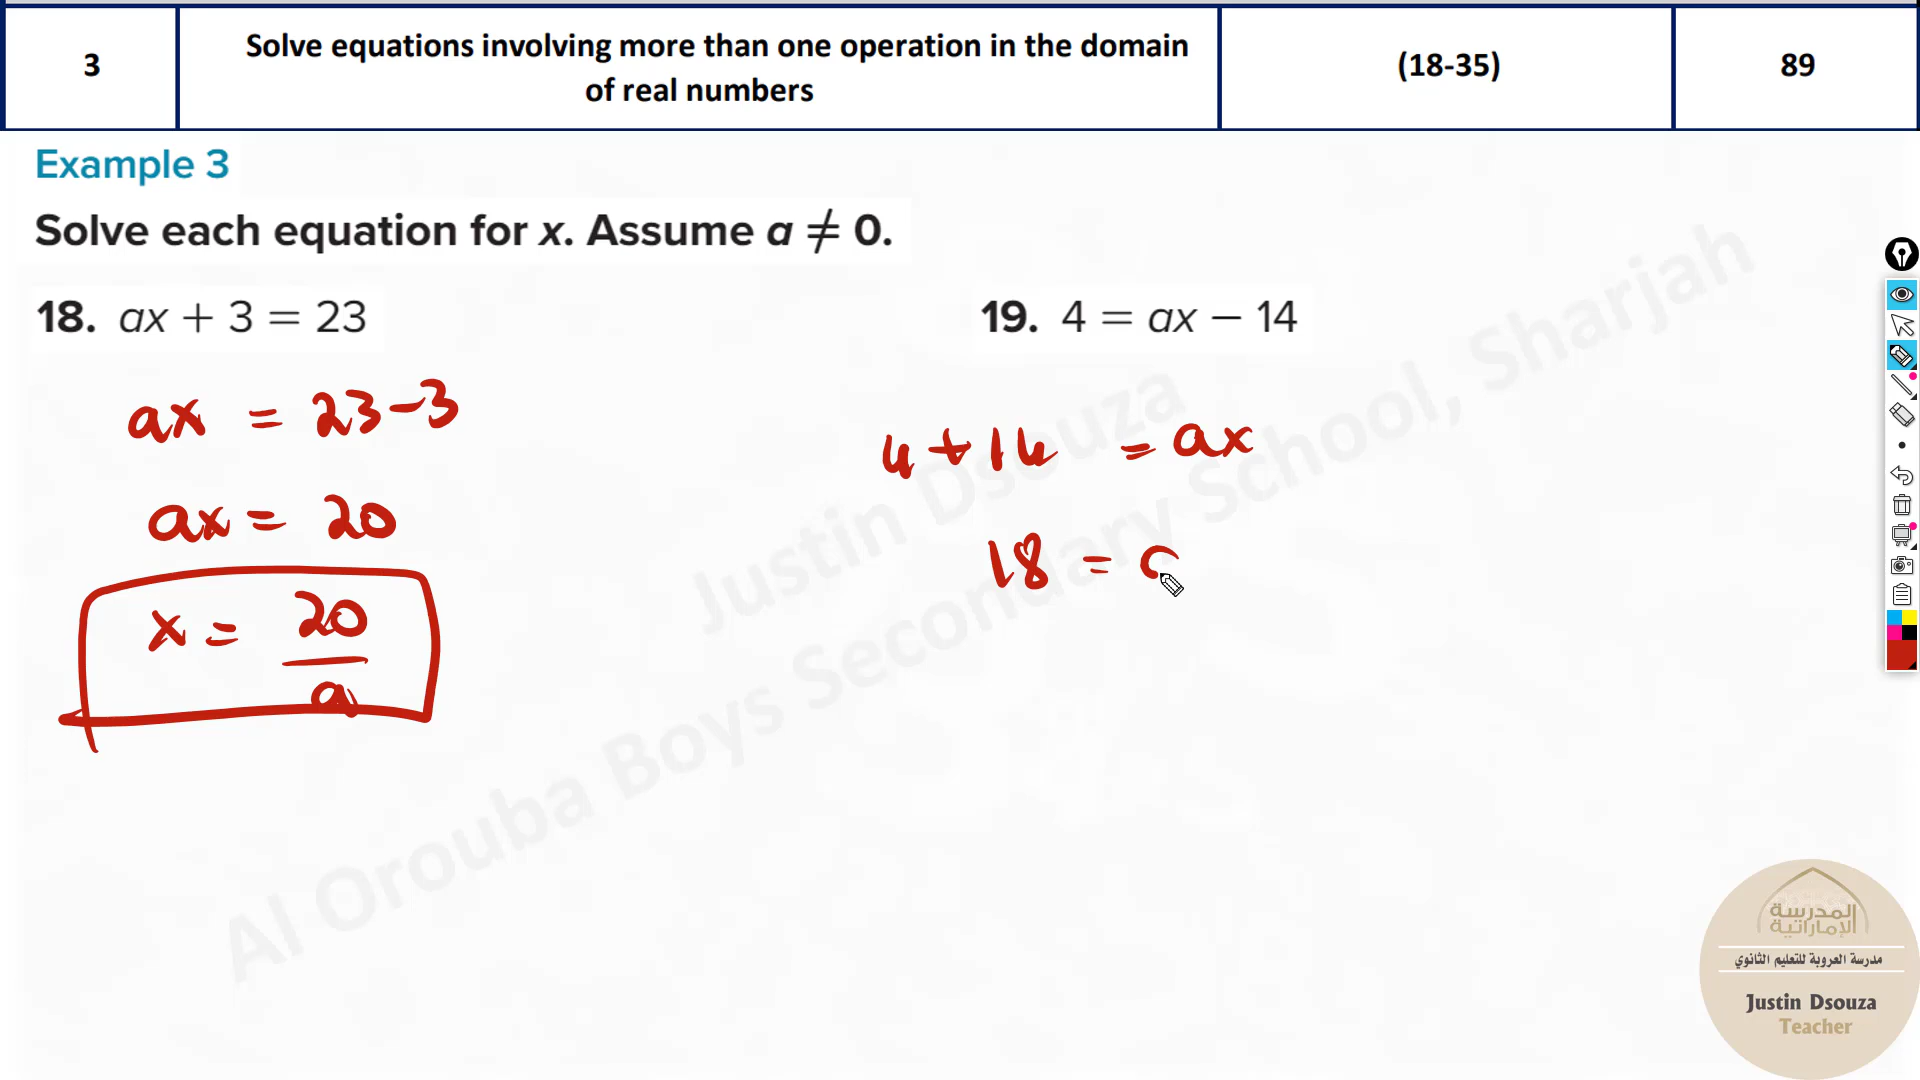 3
Solve equations involving more than one operation in the domain
of real numbers
(18-35)
89
Example 3
Solve each equation for x. Assume a ≠ 0.
18. ax + 3 = 23
ax = 23-3
ax = 20
x = 20/a
19. 4 = ax − 14
4+14 = ax
18 =
Justin Dsouza
Al Orouba Boys Secondary School, Sharjah
المدرسة
الإماراتية
مدرسة العروبة للتعليم الثانوي
Justin Dsouza
Teacher